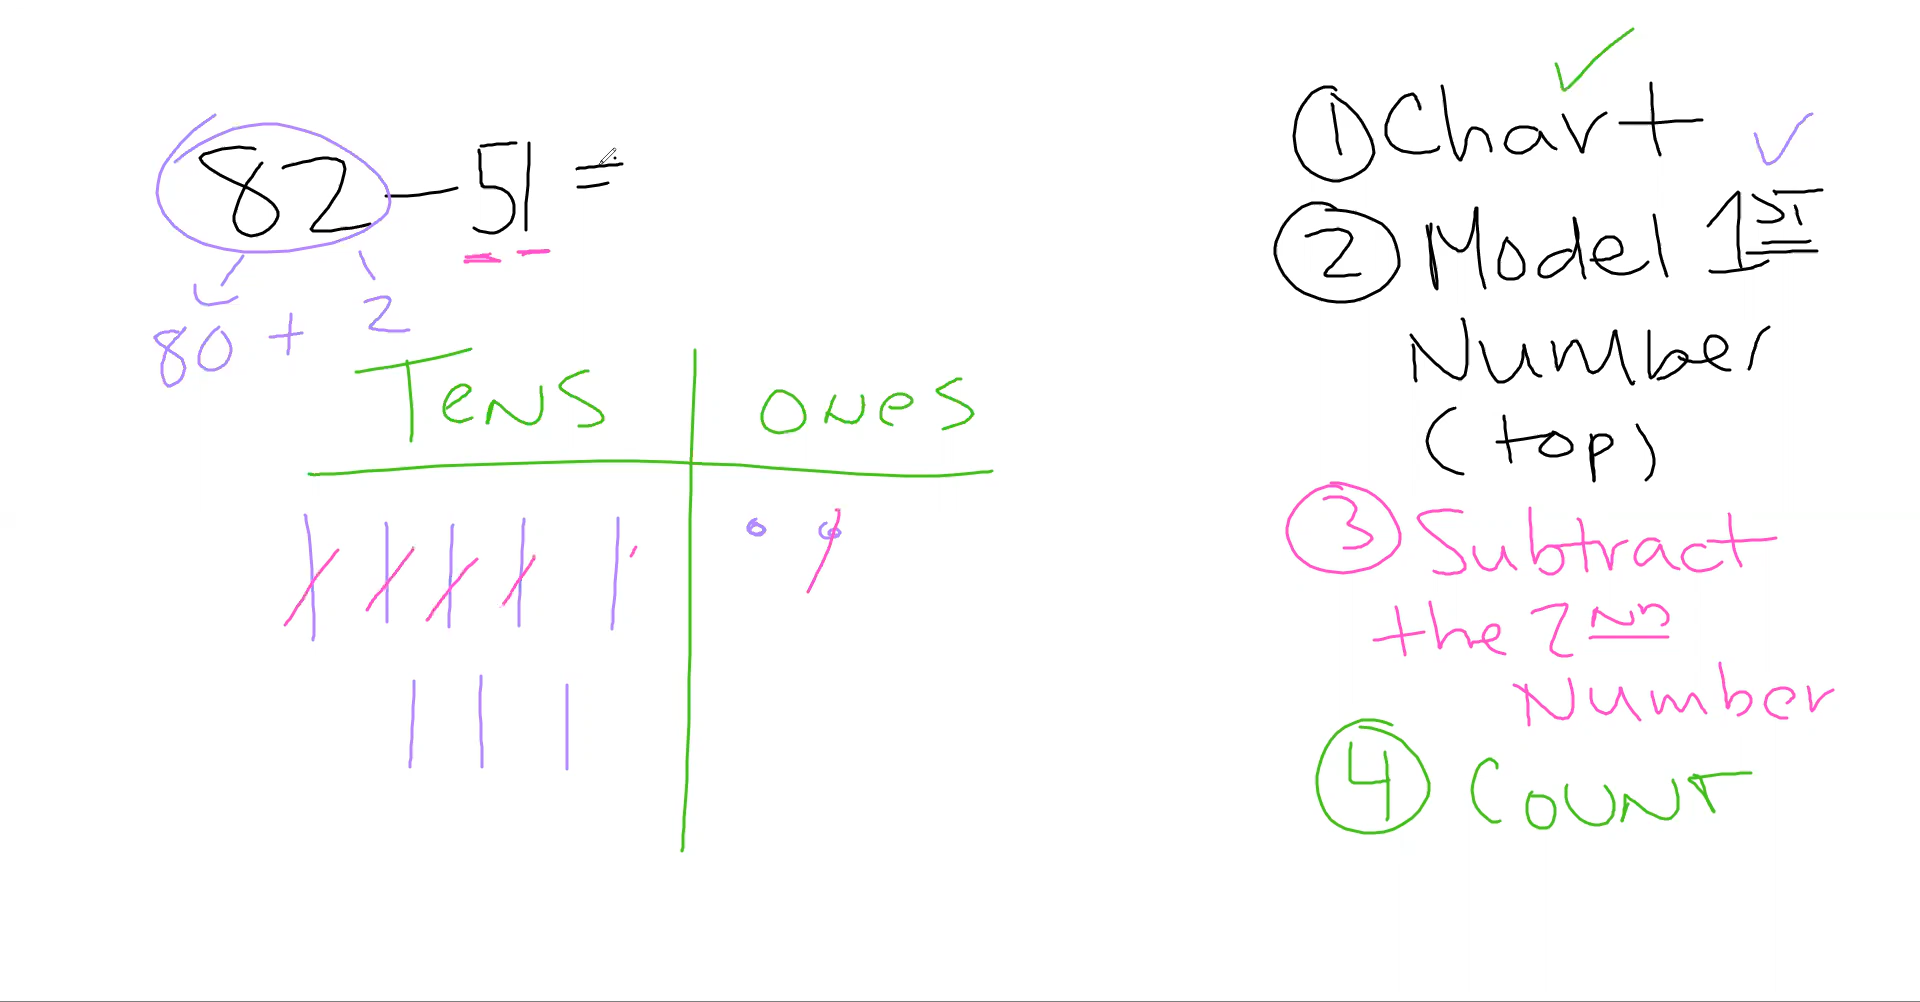 82 - 51 =
80 + 2
Tens ones
① Chart ✓
② Model 1ST ✓
Number
(top)
③ Subtract
the 2ND
Number
④ COUNT